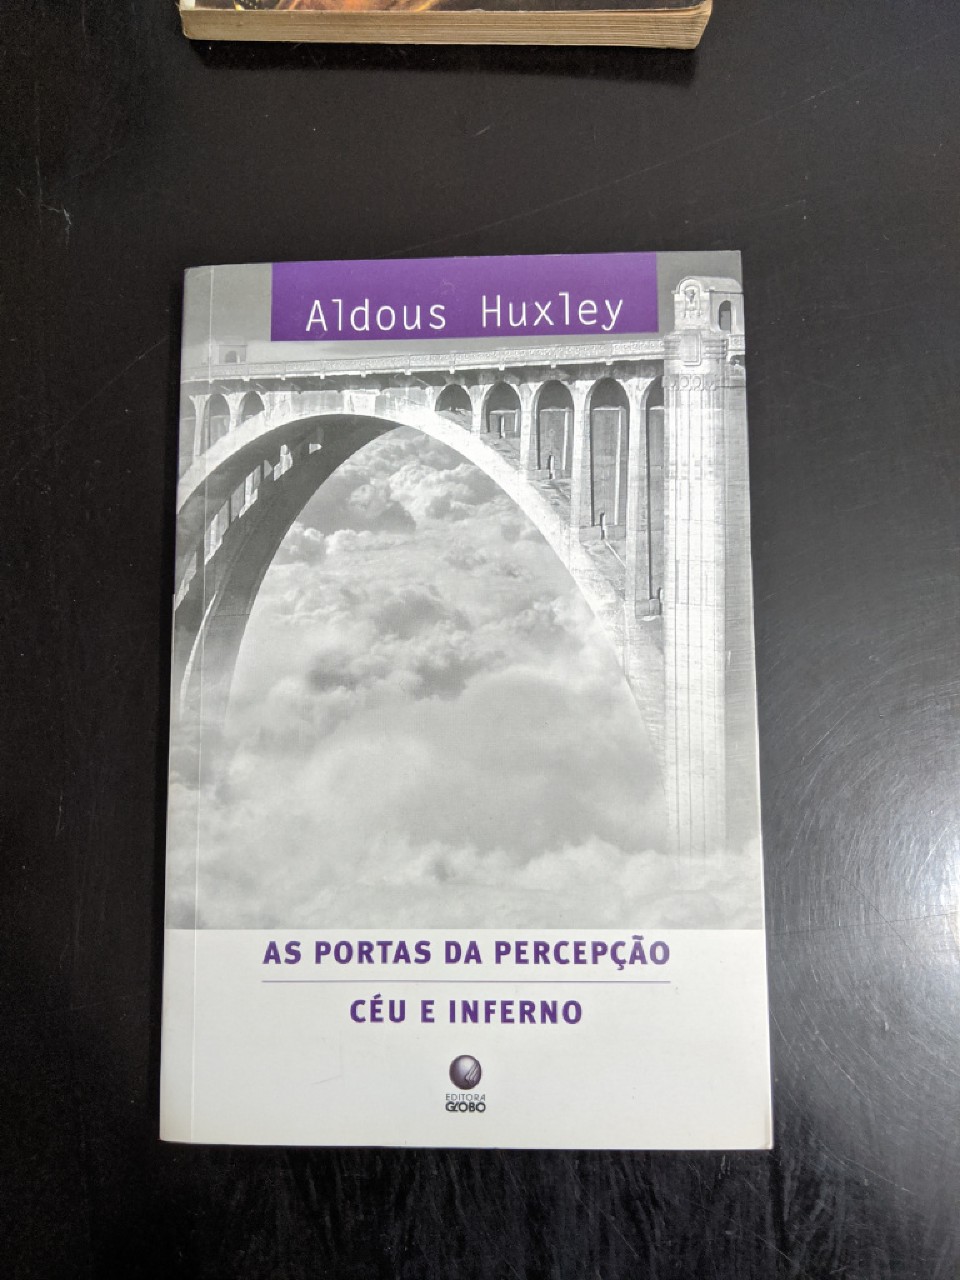 Aldous Huxley
AS PORTAS DA PERCEPÇÃO
CÉU E INFERNO
EDITORA
GLOBO